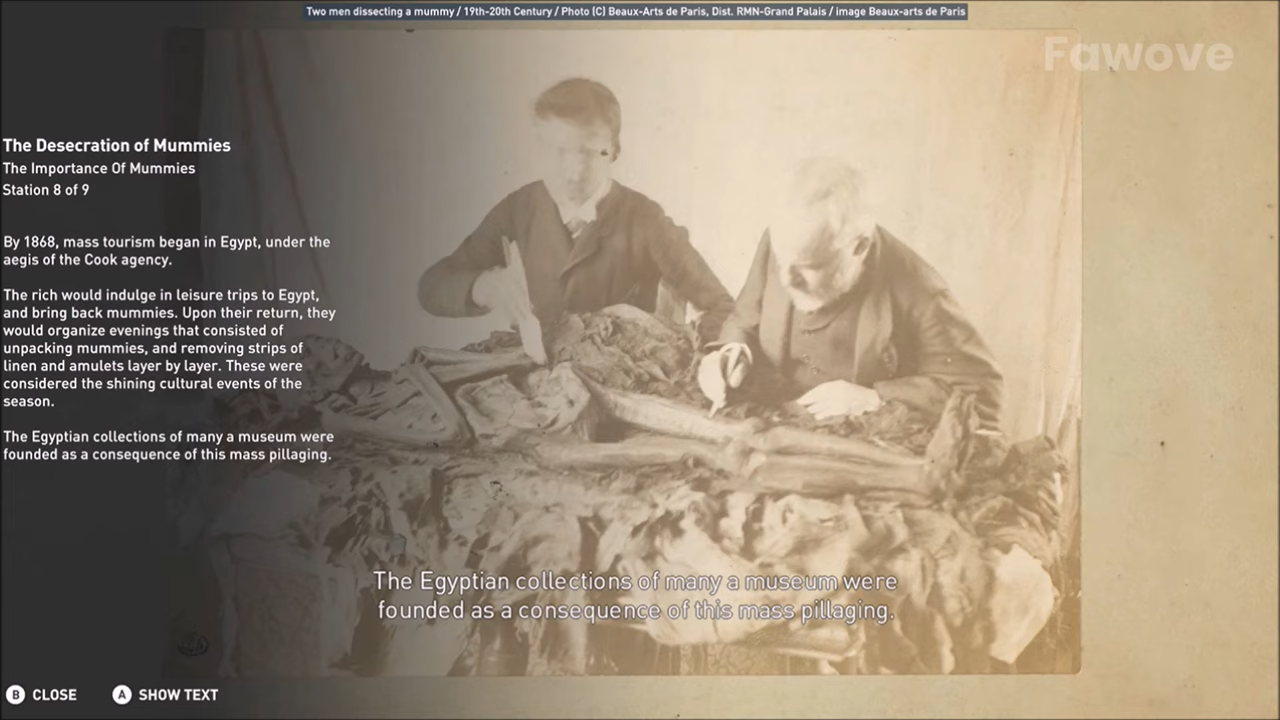 Two men dissecting a mummy / 19th-20th Century / Photo (C) Beaux-Arts de Paris, Dist. RMN-Grand Palais / image Beaux-arts de Paris
Fawove
The Desecration of Mummies
The Importance Of Mummies
Station 8 of 9
By 1868, mass tourism began in Egypt, under the
aegis of the Cook agency.
The rich would indulge in leisure trips to Egypt,
and bring back mummies. Upon their return, they
would organize evenings that consisted of
unpacking mummies, and removing strips of
linen and amulets layer by layer. These were
considered the shining cultural events of the
season.
The Egyptian collections of many a museum were
founded as a consequence of this mass pillaging.
The Egyptian collections of many a museum were
founded as a consequence of this mass pillaging.
B CLOSE A SHOW TEXT